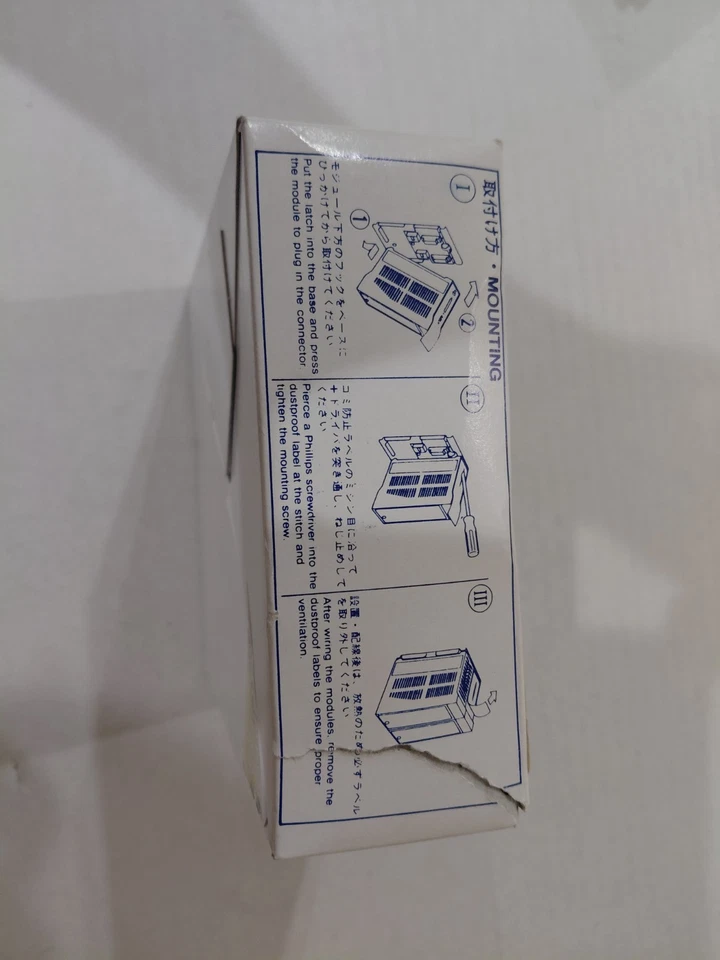 取付け方・MOUNTING
I
①
②
モジュール下方のフックをベースに
ひっかけてから取付けてください
Put the latch into the base and press
the module to plug in the connector.
II
ゴミ防止ラベルのミシン目に沿って
+ドライバを突き通し、ねじ止めして
ください
Pierce a Phillips screwdriver into the
dustproof label at the stitch and
tighten the mounting screw.
III
設置・配線後は、放熱のため必ずラベル
を取り外してください
After wiring the modules, remove the
dustproof labels to ensure proper
ventilation.